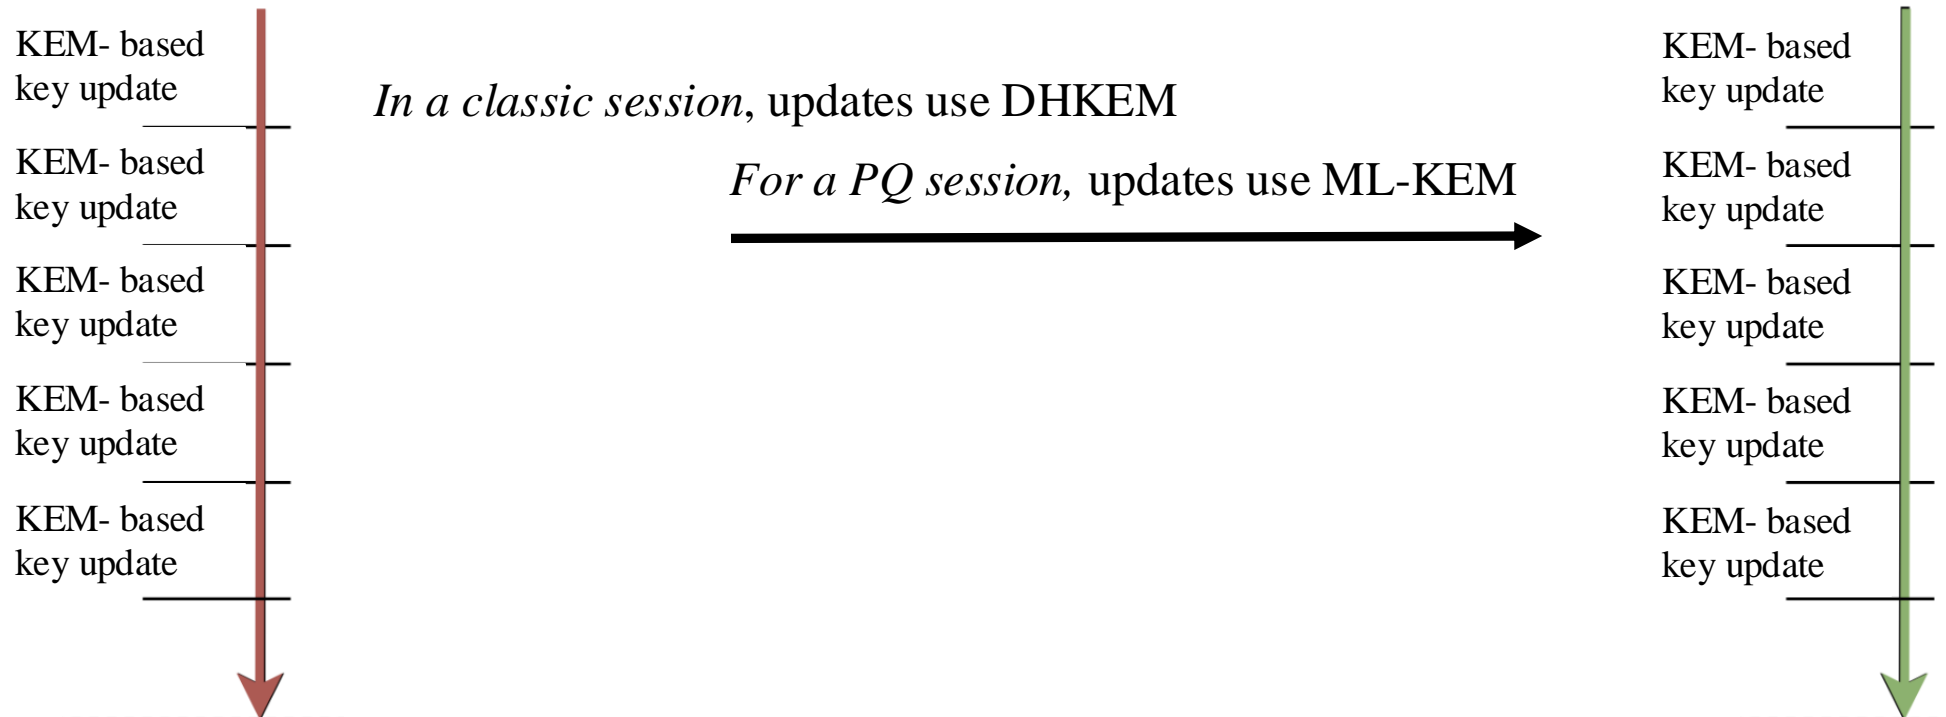 KEM- based
key update
KEM- based
key update
KEM- based
key update
KEM- based
key update
KEM- based
key update
In a classic session, updates use DHKEM
For a PQ session, updates use ML-KEM
KEM- based
key update
KEM- based
key update
KEM- based
key update
KEM- based
key update
KEM- based
key update